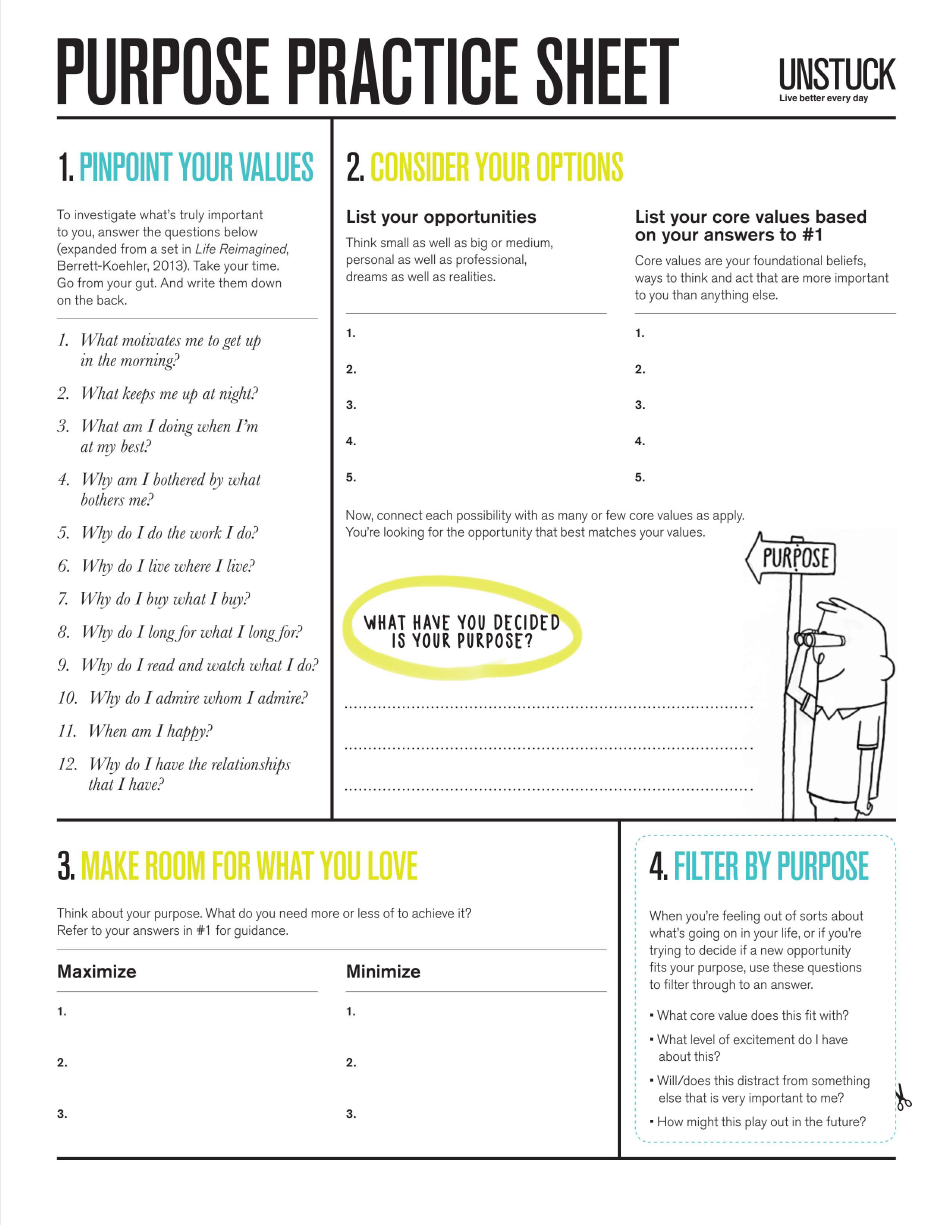 PURPOSE PRACTICE SHEET
UNSTUCK
Live better every day
1. PINPOINT YOUR VALUES
To investigate what's truly important
to you, answer the questions below
(expanded from a set in Life Reimagined,
Berrett-Koehler, 2013). Take your time.
Go from your gut. And write them down
on the back.
1. What motivates me to get up
in the morning?
2. What keeps me up at night?
3. What am I doing when I'm
at my best?
4. Why am I bothered by what
bothers me?
5. Why do I do the work I do?
6. Why do I live where I live?
7. Why do I buy what I buy?
8. Why do I long for what I long for?
9. Why do I read and watch what I do?
10. Why do I admire whom I admire?
11. When am I happy?
12. Why do I have the relationships
that I have?
2. CONSIDER YOUR OPTIONS
List your opportunities
Think small as well as big or medium,
personal as well as professional,
dreams as well as realities.
1.
2.
3.
4.
5.
List your core values based
on your answers to #1
Core values are your foundational beliefs,
ways to think and act that are more important
to you than anything else.
1.
2.
3.
4.
5.
Now, connect each possibility with as many or few core values as apply.
You're looking for the opportunity that best matches your values.
PURPOSE
WHAT HAVE YOU DECIDED
IS YOUR PURPOSE?
3. MAKE ROOM FOR WHAT YOU LOVE
Think about your purpose. What do you need more or less of to achieve it?
Refer to your answers in #1 for guidance.
Maximize
1.
2.
3.
Minimize
1.
2.
3.
4. FILTER BY PURPOSE
When you're feeling out of sorts about
what's going on in your life, or if you're
trying to decide if a new opportunity
fits your purpose, use these questions
to filter through to an answer.
▪ What core value does this fit with?
▪ What level of excitement do I have
about this?
▪ Will/does this distract from something
else that is very important to me?
▪ How might this play out in the future?